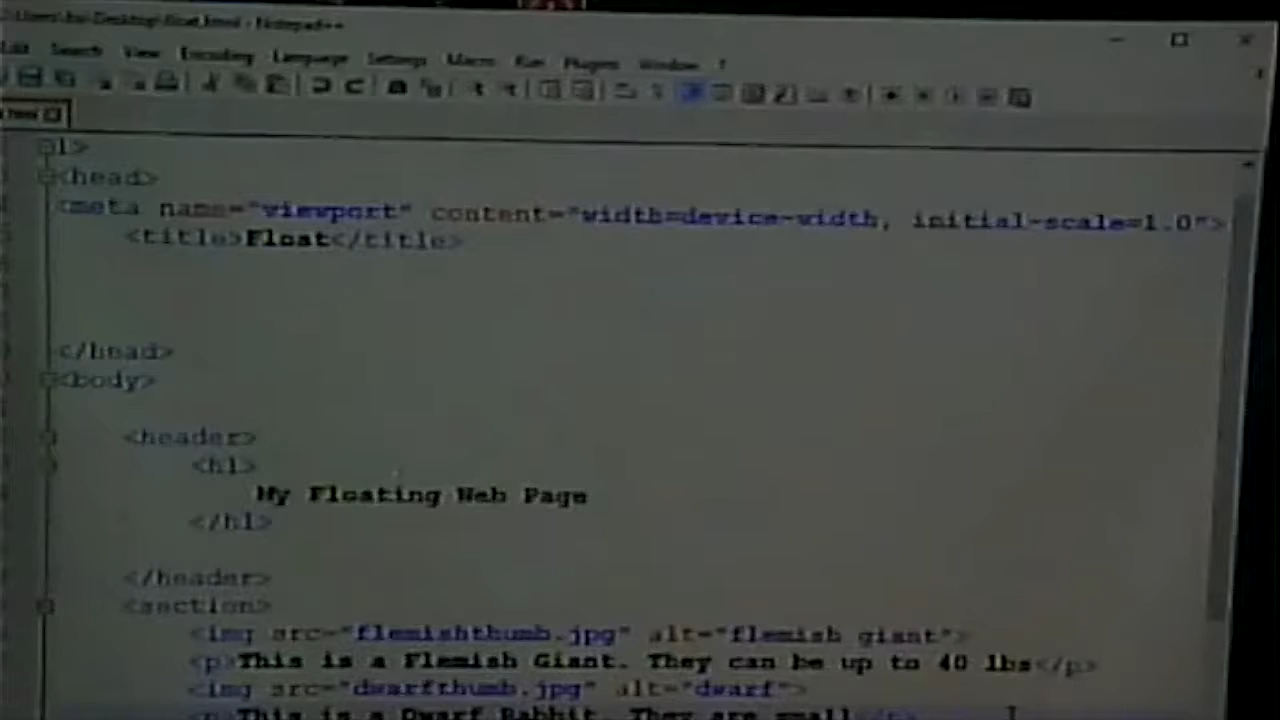 Users\ \Desktop\float.html - Notepad++
Edit Search View Encoding Language Settings Macro Run Plugins Window ?
l>
<head>
<meta name="viewport" content="width=device-width, initial-scale=1.0">
<title>Float</title>
</head>
<body>
<header>
<h1>
My Floating Web Page
</h1>
</header>
<section>
<img src="flemishthumb.jpg" alt="flemish giant">
<p>This is a Flemish Giant. They can be up to 40 lbs</p>
<img src="dwarfthumb.jpg" alt="dwarf">
<p>This is a Dwarf Rabbit. They are small</p>